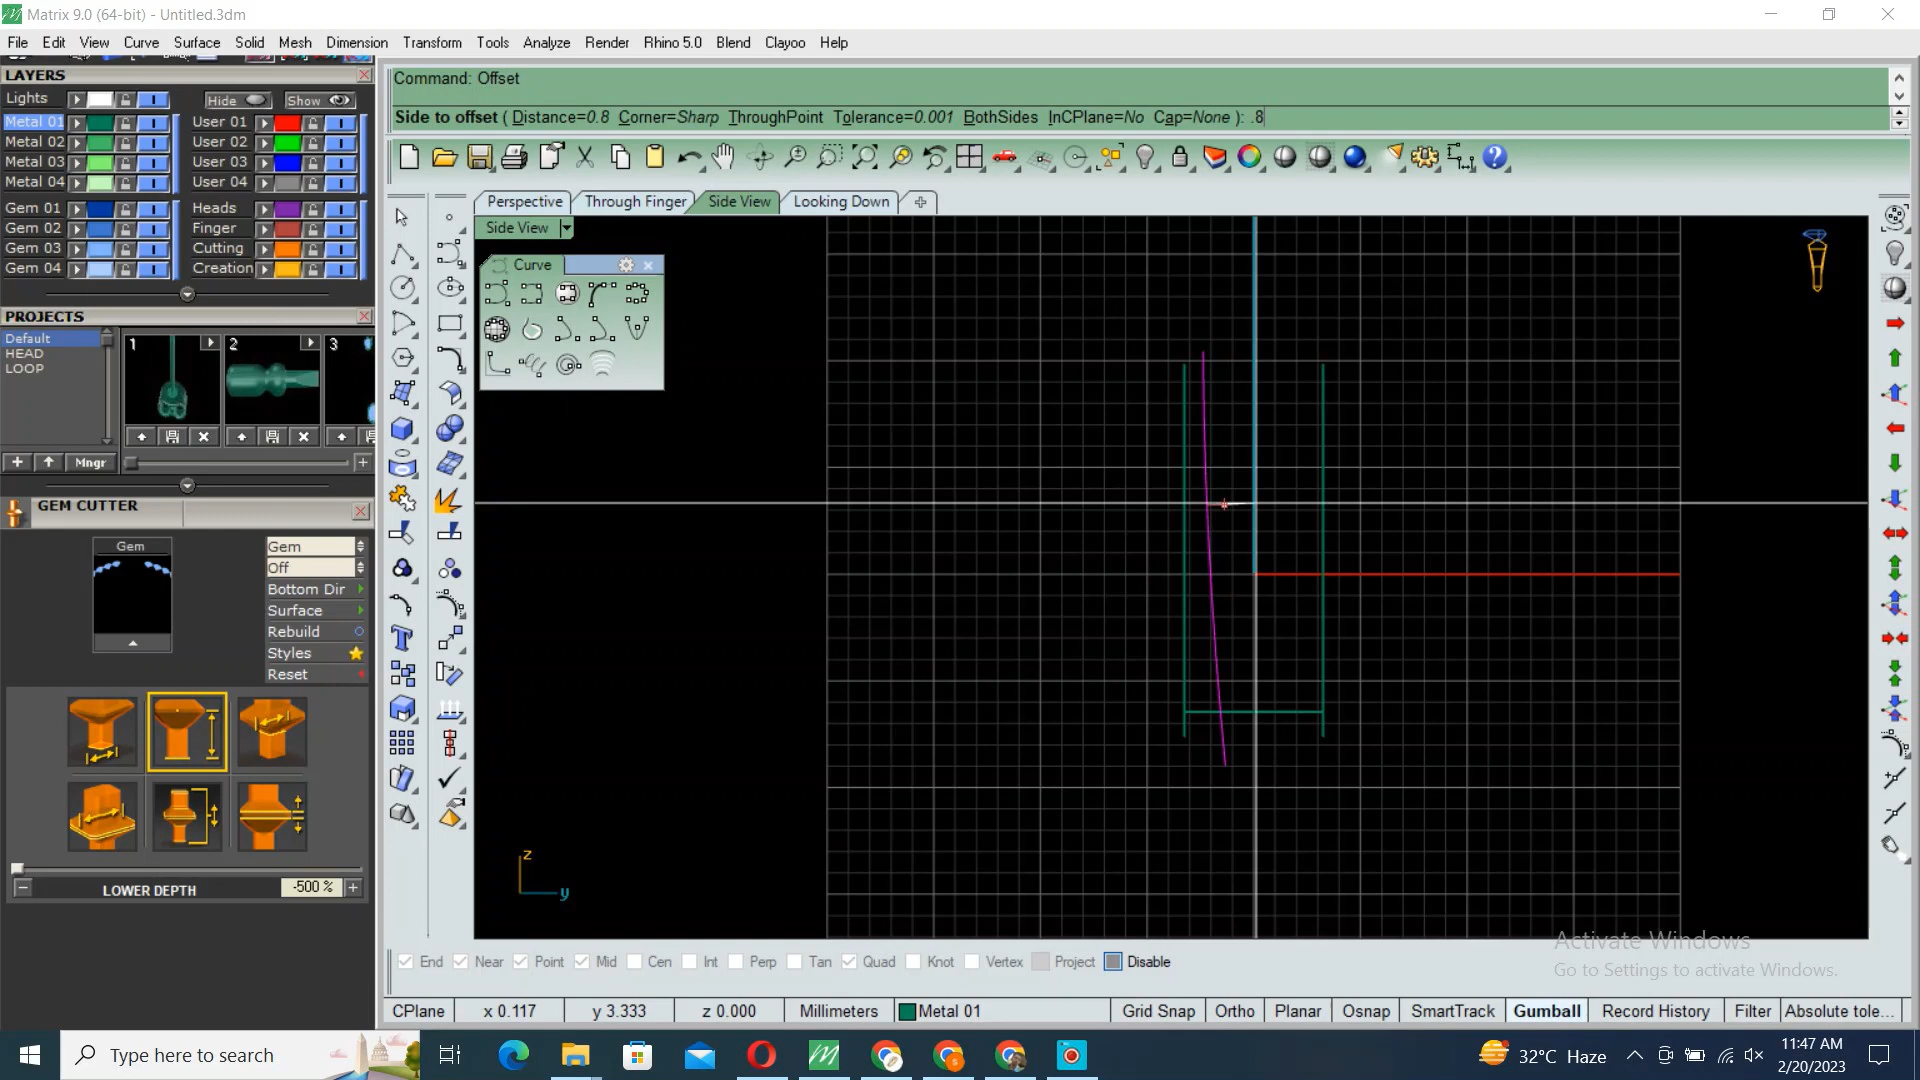 Matrix 9.0 (64-bit) - Untitled.3dm
File Edit View Curve Surface Solid Mesh Dimension Transform Tools Analyze Render Rhino 5.0 Blend Clayoo Help
LAYERS
Lights Hide Show
Metal 01 User 01
Metal 02 User 02
Metal 03 User 03
Metal 04 User 04
Gem 01 Heads
Gem 02 Finger
Gem 03 Cutting
Gem 04 Creation
PROJECTS
Default
HEAD
LOOP
1 2 3
Mngr
GEM CUTTER
Gem
Gem
Off
Bottom Dir
Surface
Rebuild
Styles
Reset
LOWER DEPTH -500 %
Command: Offset
Side to offset ( Distance=0.8 Corner=Sharp ThroughPoint Tolerance=0.001 BothSides InCPlane=No Cap=None ): .8
Perspective Through Finger Side View Looking Down
Side View
Curve
z
y
Activate Windows
Go to Settings to activate Windows.
End Near Point Mid Cen Int Perp Tan Quad Knot Vertex Project Disable
CPlane x 0.117 y 3.333 z 0.000 Millimeters Metal 01 Grid Snap Ortho Planar Osnap SmartTrack Gumball Record History Filter Absolute tole...
Type here to search
32°C Haze
11:47 AM
2/20/2023